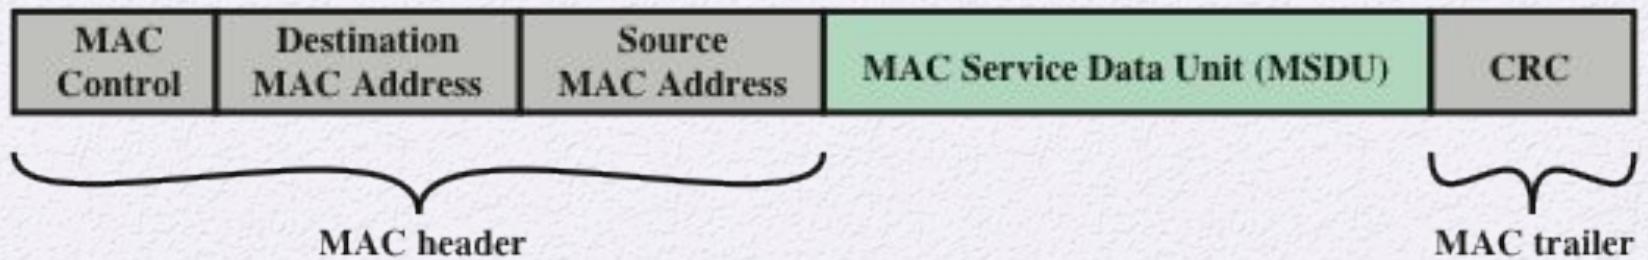 MAC
Control
Destination
MAC Address
Source
MAC Address
MAC Service Data Unit (MSDU)
CRC
MAC header
MAC trailer